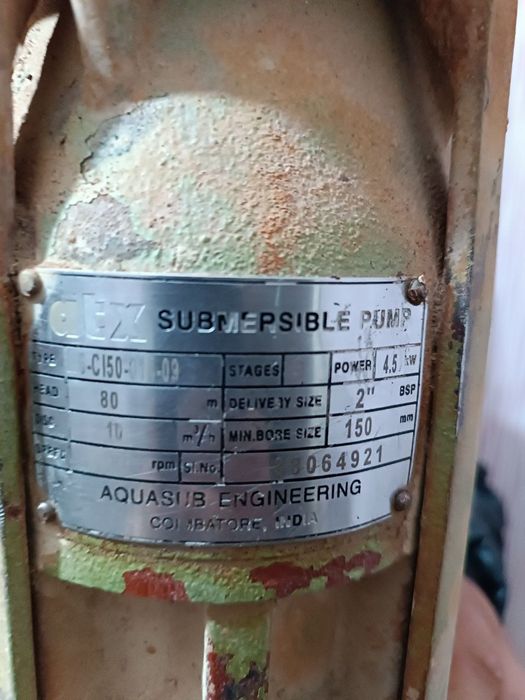 SUBMERSIBLE PUMP
TYPE STAGES POWER 4.5 kW
HEAD 80 m DELIVERY SIZE 2" BSP
DISC. 10 m³/h MIN.BORE SIZE 150 mm
SPEED rpm Sl.No. 8064921
AQUASUB ENGINEERING
COIMBATORE, INDIA